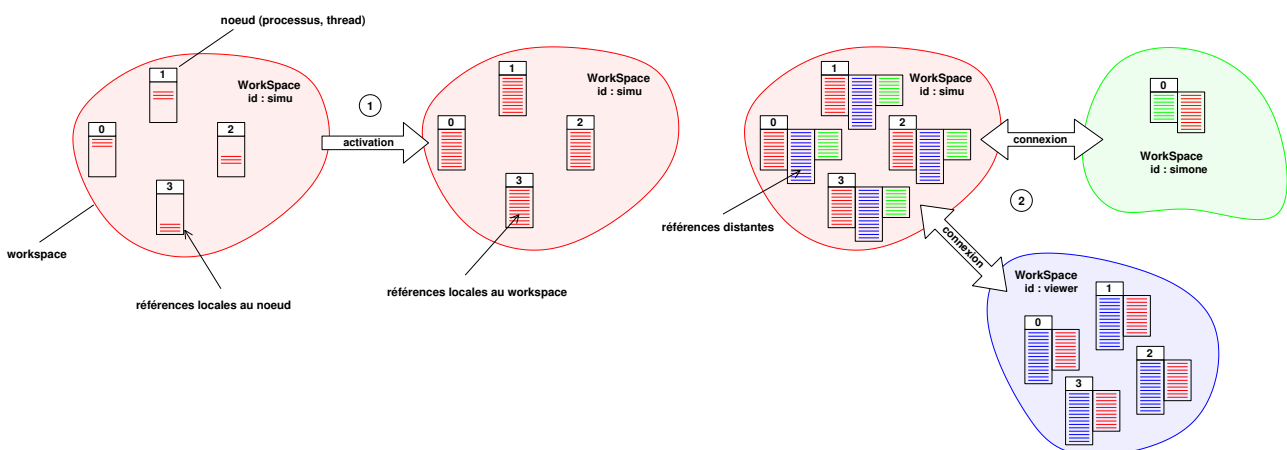 noeud (processus, thread)
1
WorkSpace
id : simu
0
2
3
workspace
références locales au noeud
1
activation
1
WorkSpace
id : simu
0
2
3
références locales au workspace
1
WorkSpace
id : simu
0
2
3
références distantes
connexion
0
WorkSpace
id : simone
2
connexion
WorkSpace
id : viewer
1
0
2
3